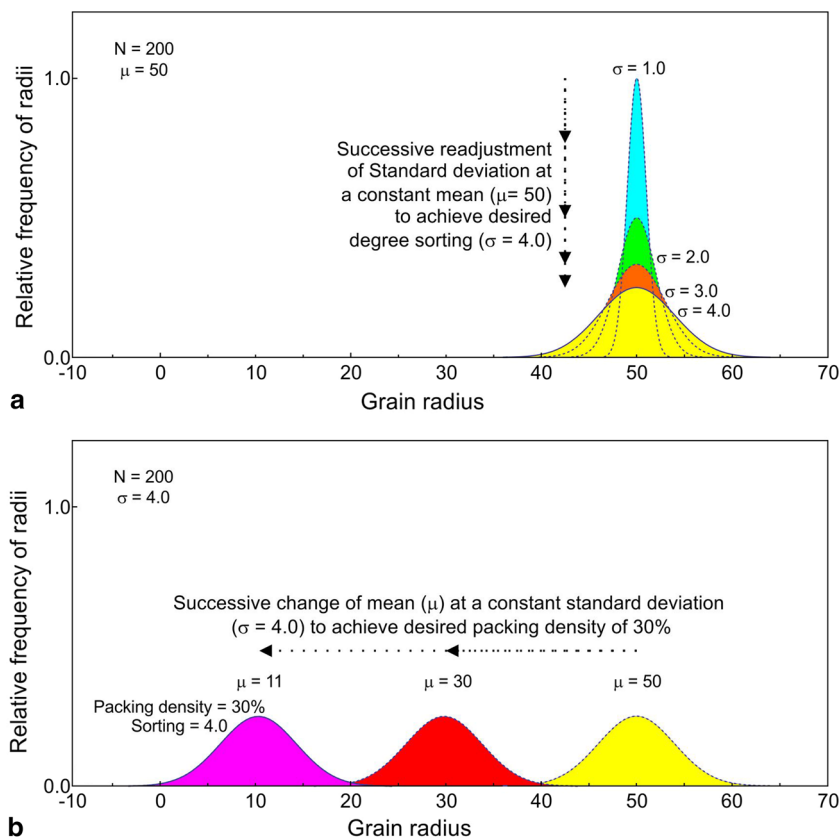 N = 200
μ = 50
σ = 1.0
1.0
Successive readjustment
of Standard deviation at
a constant mean (μ= 50)
to achieve desired
degree sorting (σ = 4.0)
σ = 2.0
σ = 3.0
σ = 4.0
Relative frequency of radii
0.0
-10 0 10 20 30 40 50 60 70
Grain radius
a
N = 200
σ = 4.0
1.0
Successive change of mean (μ) at a constant standard deviation
(σ = 4.0) to achieve desired packing density of 30%
μ = 11 μ = 30 μ = 50
Packing density = 30%
Sorting = 4.0
Relative frequency of radii
0.0
-10 0 10 20 30 40 50 60 70
Grain radius
b